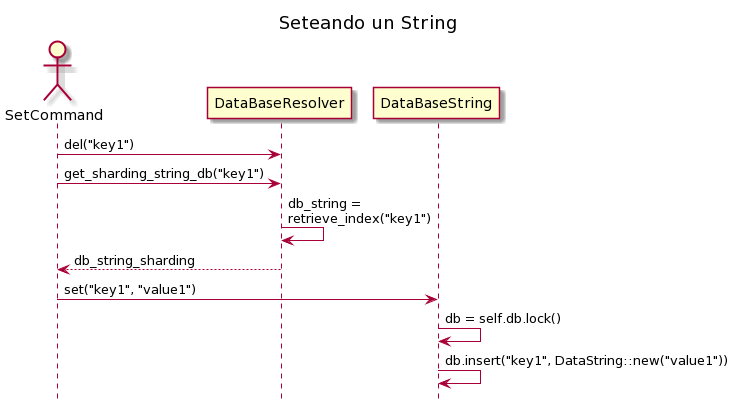 Seteando un String
SetCommand
DataBaseResolver
DataBaseString
del("key1")
get_sharding_string_db("key1")
db_string =
retrieve_index("key1")
db_string_sharding
set("key1", "value1")
db = self.db.lock()
db.insert("key1", DataString::new("value1"))